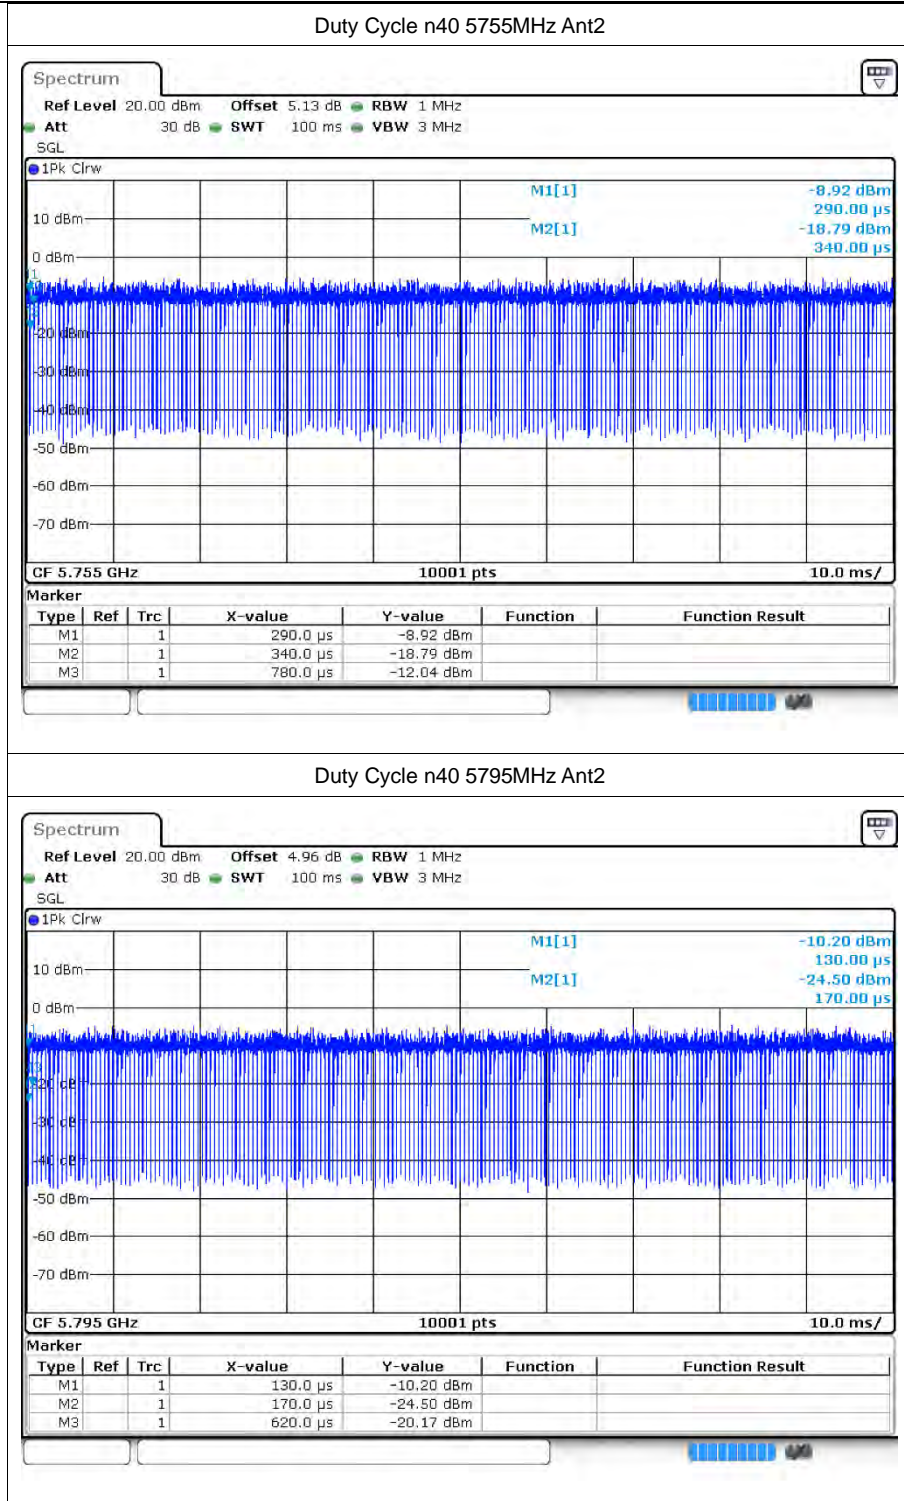 Duty Cycle n40 5755MHz Ant2
Spectrum
Ref Level 20.00 dBm Offset 5.13 dB RBW 1 MHz
Att 30 dB SWT 100 ms VBW 3 MHz
SGL
1Pk Clrw
M1[1] -8.92 dBm
290.00 µs
10 dBm
M2[1] -18.79 dBm
340.00 µs
0 dBm
-20 dBm
-30 dBm
-40 dBm
-50 dBm
-60 dBm
-70 dBm
CF 5.755 GHz 10001 pts 10.0 ms/
Marker
Type Ref Trc X-value Y-value Function Function Result
M1 1 290.0 µs -8.92 dBm
M2 1 340.0 µs -18.79 dBm
M3 1 780.0 µs -12.04 dBm
Duty Cycle n40 5795MHz Ant2
Spectrum
Ref Level 20.00 dBm Offset 4.96 dB RBW 1 MHz
Att 30 dB SWT 100 ms VBW 3 MHz
SGL
1Pk Clrw
M1[1] -10.20 dBm
130.00 µs
10 dBm
M2[1] -24.50 dBm
170.00 µs
0 dBm
-50 dBm
-60 dBm
-70 dBm
CF 5.795 GHz 10001 pts 10.0 ms/
Marker
Type Ref Trc X-value Y-value Function Function Result
M1 1 130.0 µs -10.20 dBm
M2 1 170.0 µs -24.50 dBm
M3 1 620.0 µs -20.17 dBm